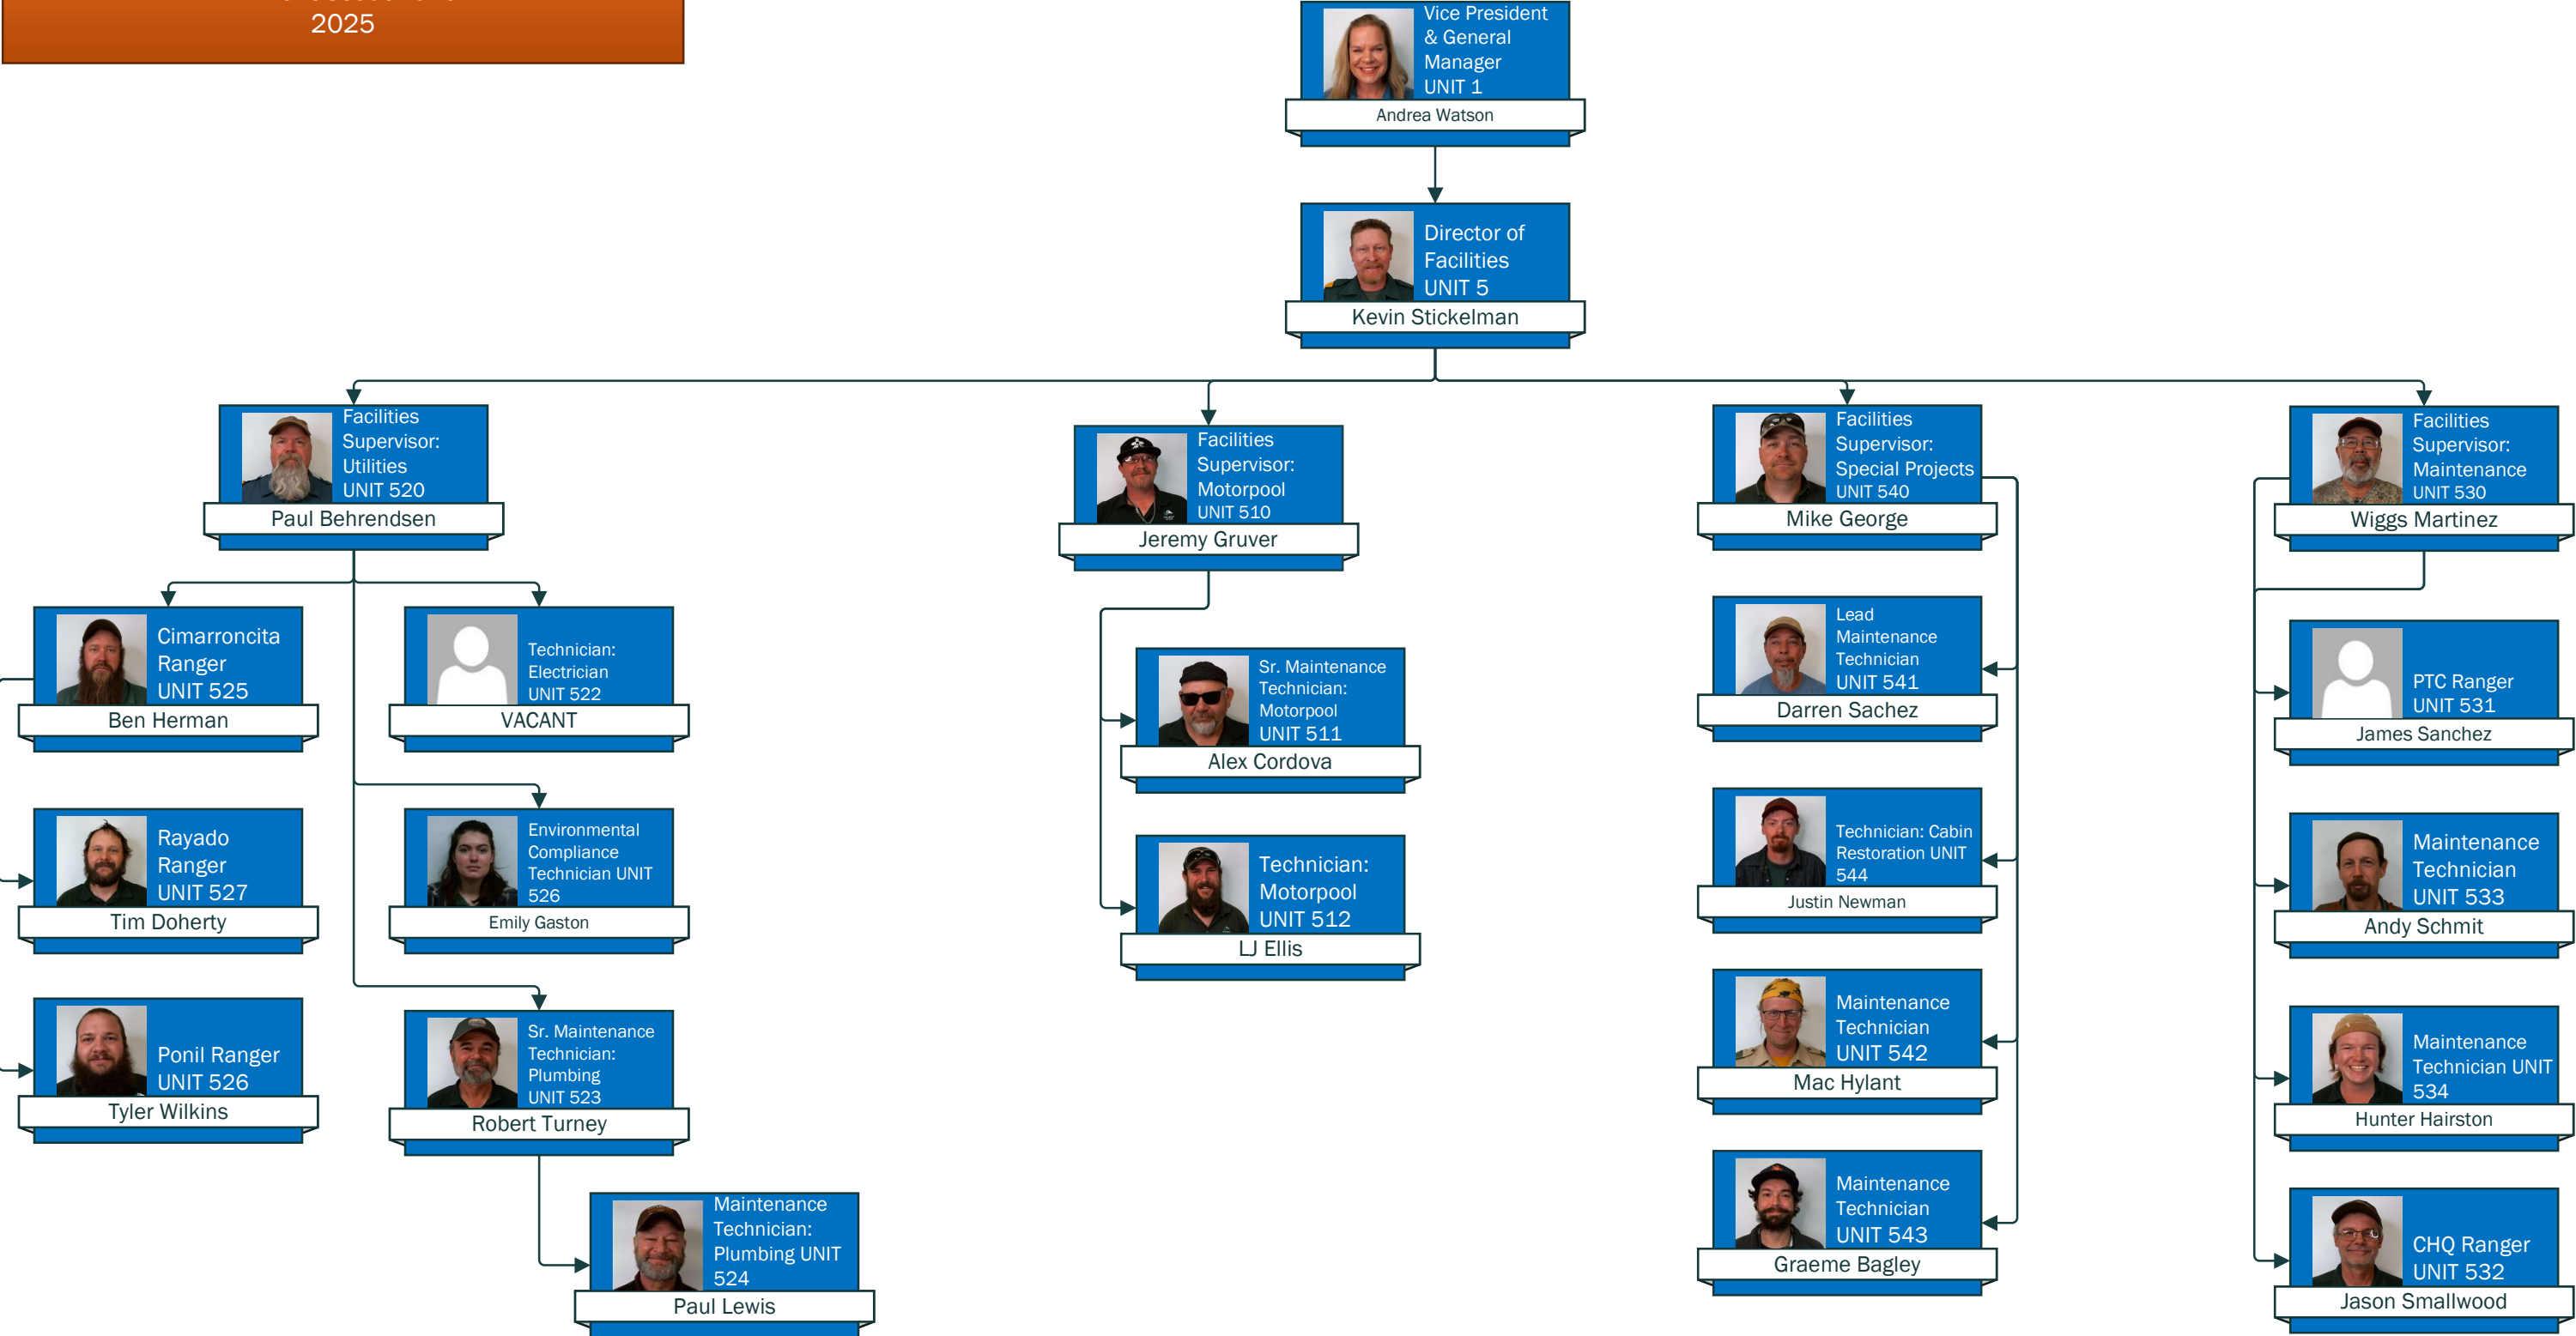 2025
Vice President
& General
Manager
UNIT 1
Andrea Watson
Director of
Facilities
UNIT 5
Kevin Stickelman
Facilities
Supervisor:
Utilities
UNIT 520
Paul Behrendsen
Facilities
Supervisor:
Motorpool
UNIT 510
Jeremy Gruver
Facilities
Supervisor:
Special Projects
UNIT 540
Mike George
Facilities
Supervisor:
Maintenance
UNIT 530
Wiggs Martinez
Cimarroncita
Ranger
UNIT 525
Ben Herman
Technician:
Electrician
UNIT 522
VACANT
Rayado
Ranger
UNIT 527
Tim Doherty
Environmental
Compliance
Technician UNIT
526
Emily Gaston
Ponil Ranger
UNIT 526
Tyler Wilkins
Sr. Maintenance
Technician:
Plumbing
UNIT 523
Robert Turney
Maintenance
Technician:
Plumbing UNIT
524
Paul Lewis
Sr. Maintenance
Technician:
Motorpool
UNIT 511
Alex Cordova
Technician:
Motorpool
UNIT 512
LJ Ellis
Lead
Maintenance
Technician
UNIT 541
Darren Sachez
Technician: Cabin
Restoration UNIT
544
Justin Newman
Maintenance
Technician
UNIT 542
Mac Hylant
Maintenance
Technician
UNIT 543
Graeme Bagley
PTC Ranger
UNIT 531
James Sanchez
Maintenance
Technician
UNIT 533
Andy Schmit
Maintenance
Technician UNIT
534
Hunter Hairston
CHQ Ranger
UNIT 532
Jason Smallwood